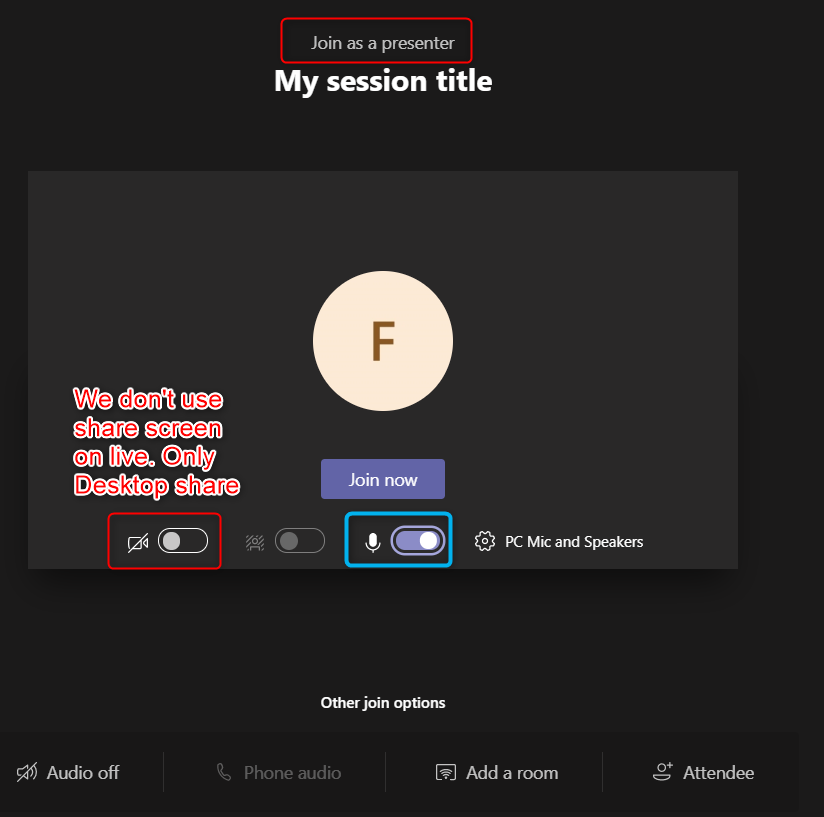 Join as a presenter
My session title
F
We don't use
share screen
on live. Only
Desktop share
Join now
PC Mic and Speakers
Other join options
Audio off
Phone audio
Add a room
Attendee